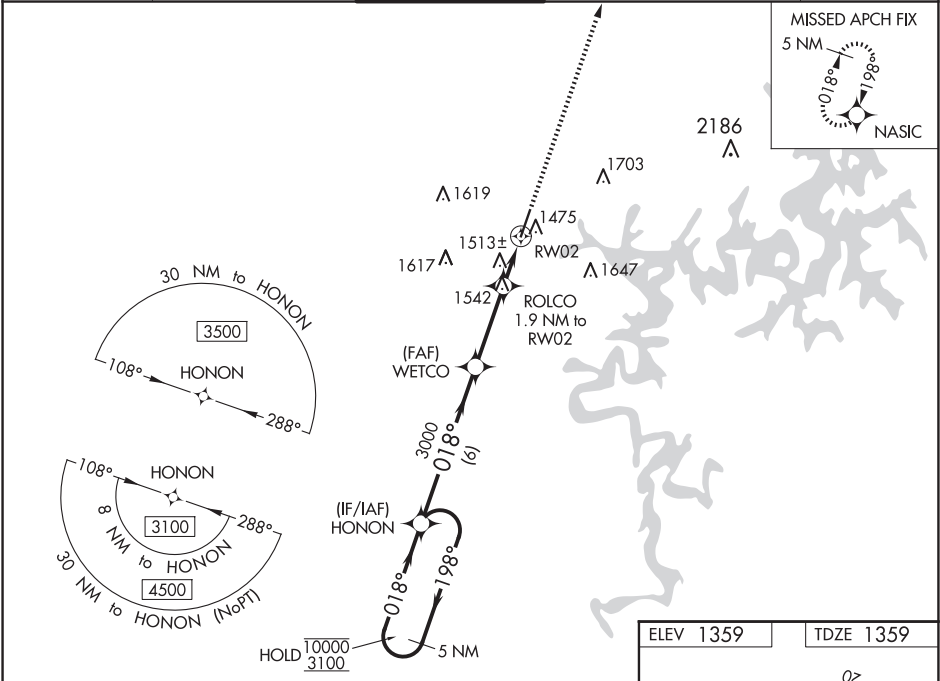 MISSED APCH FIX
5 NM
018°
198°
NASIC
2186
1703
1619
1475
1513±
RW02
1617
1647
1542
ROLCO
1.9 NM to
RW02
30 NM to HONON
3500
108°
HONON
288°
(FAF)
WETCO
3000
018°
(6)
108°
HONON
288°
3100
8 NM to HONON
4500
30 NM to HONON (NoPT)
(IF/IAF)
HONON
018°
198°
HOLD
10000
3100
5 NM
ELEV 1359
TDZE 1359